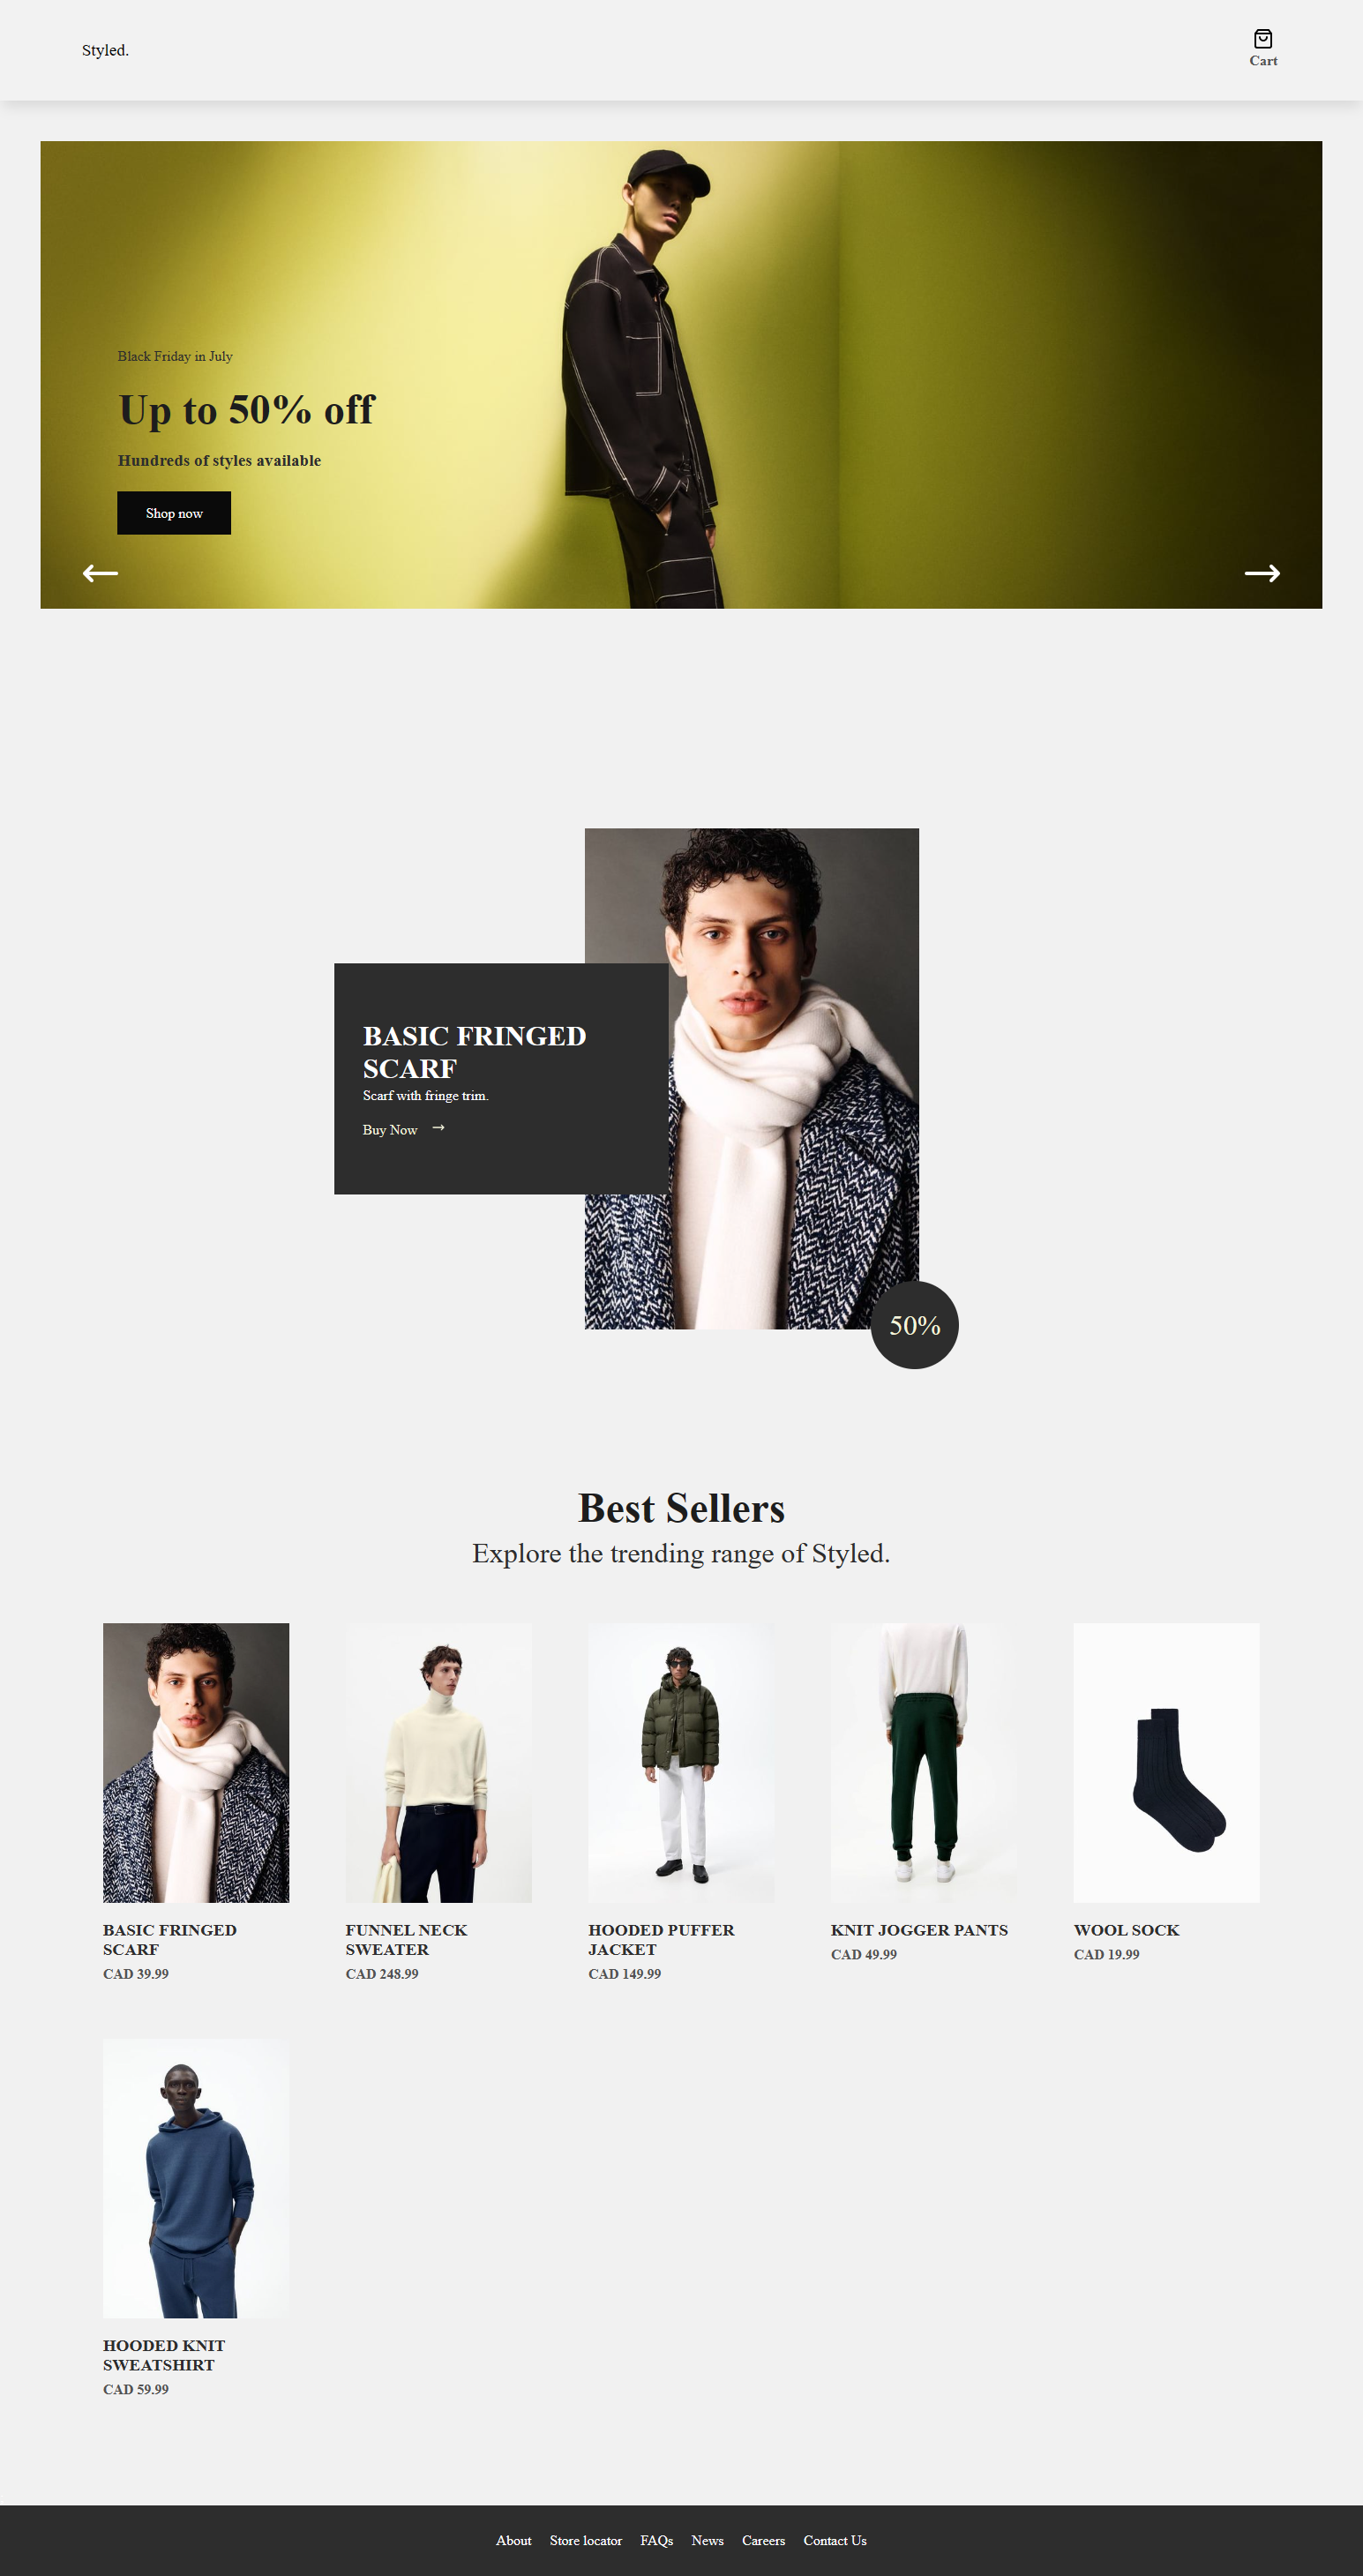 Styled.
Cart
Black Friday in July
Up to 50% off
Hundreds of styles available
Shop now
BASIC FRINGED
SCARF
Scarf with fringe trim.
Buy Now
50%
Best Sellers
Explore the trending range of Styled.
BASIC FRINGED
SCARF
CAD 39.99
FUNNEL NECK
SWEATER
CAD 248.99
HOODED PUFFER
JACKET
CAD 149.99
KNIT JOGGER PANTS
CAD 49.99
WOOL SOCK
CAD 19.99
HOODED KNIT
SWEATSHIRT
CAD 59.99
About Store locator FAQs News Careers Contact Us